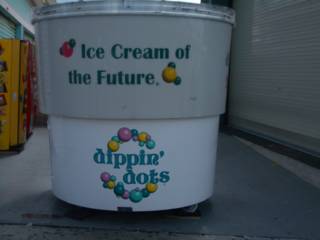 Ice Cream of
the Future.
dippin'
dots